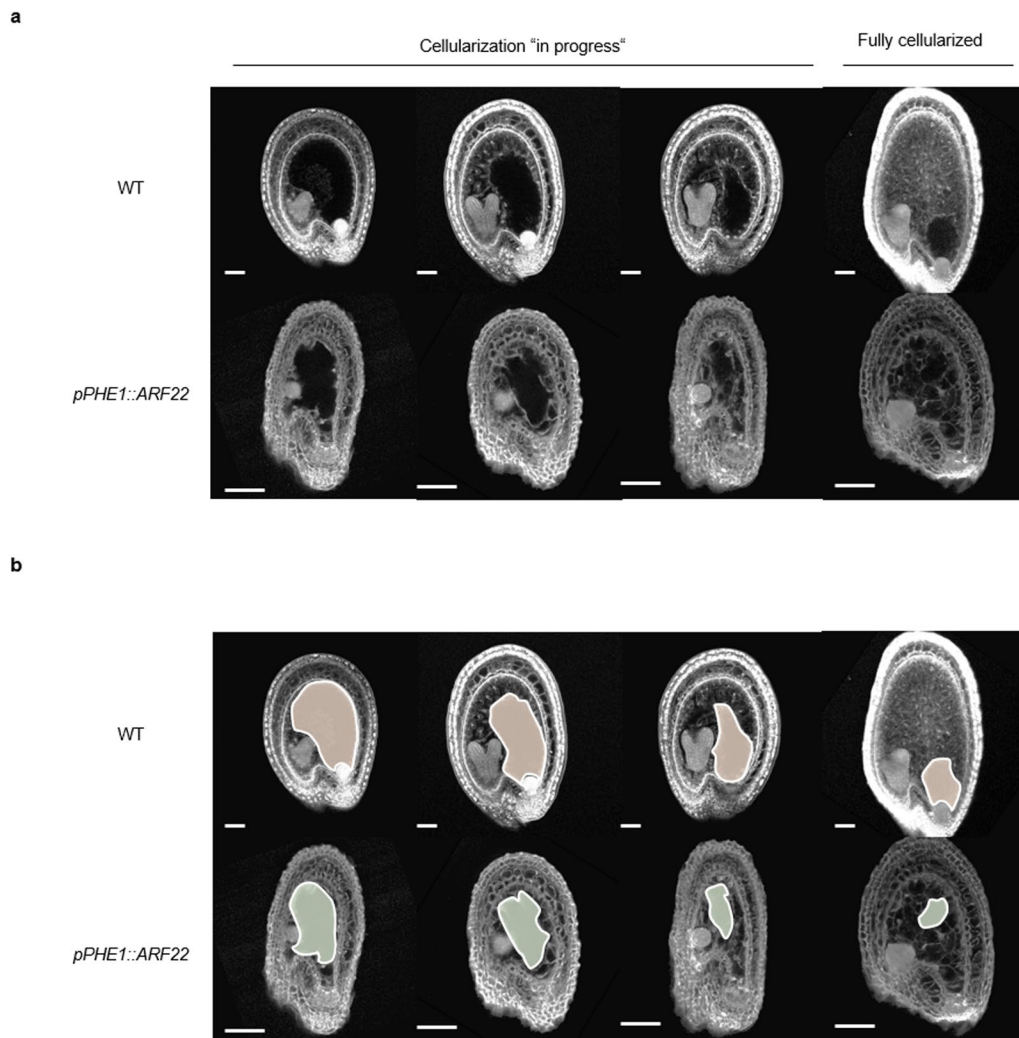 a
Cellularization "in progress“
Fully cellularized
WT
pPHE1::ARF22
b
WT
pPHE1::ARF22